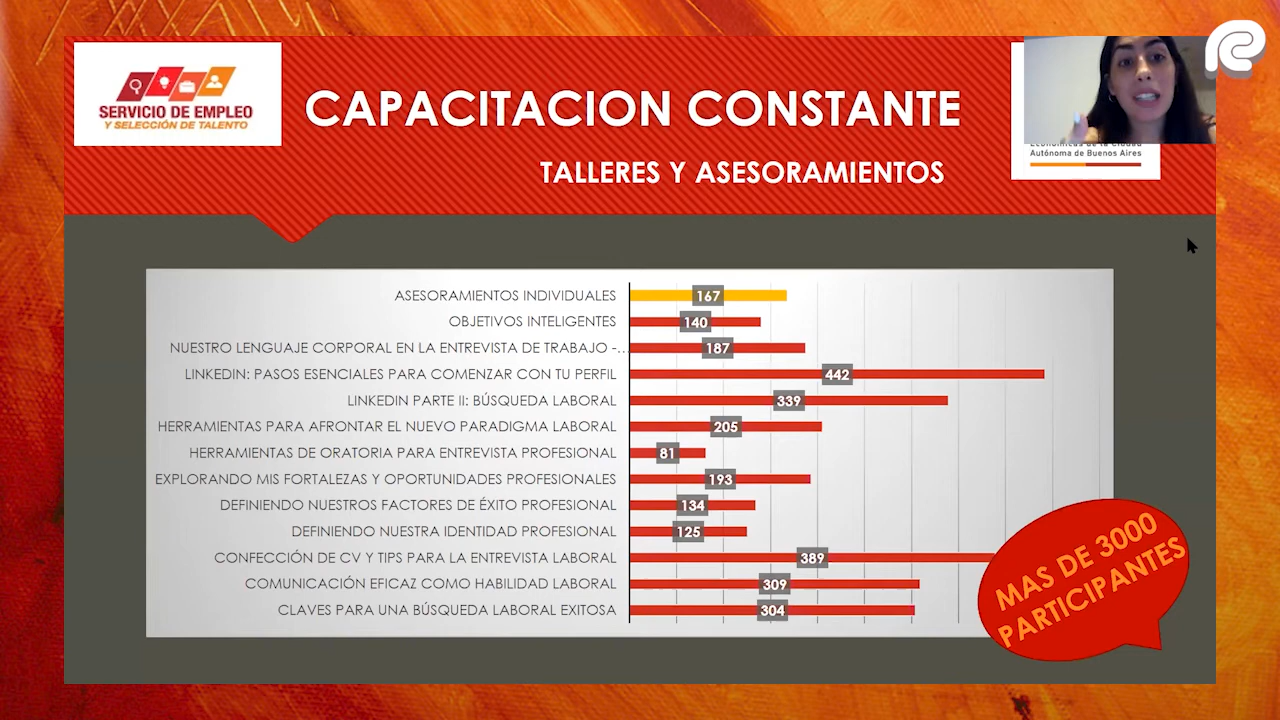 SERVICIO DE EMPLEO
Y SELECCIÓN DE TALENTO
CAPACITACION CONSTANTE
TALLERES Y ASESORAMIENTOS
Autónoma de Buenos Aires
ASESORAMIENTOS INDIVIDUALES 167
OBJETIVOS INTELIGENTES 140
NUESTRO LENGUAJE CORPORAL EN LA ENTREVISTA DE TRABAJO -... 187
LINKEDIN: PASOS ESENCIALES PARA COMENZAR CON TU PERFIL 442
LINKEDIN PARTE II: BÚSQUEDA LABORAL 339
HERRAMIENTAS PARA AFRONTAR EL NUEVO PARADIGMA LABORAL 205
HERRAMIENTAS DE ORATORIA PARA ENTREVISTA PROFESIONAL 81
EXPLORANDO MIS FORTALEZAS Y OPORTUNIDADES PROFESIONALES 193
DEFINIENDO NUESTROS FACTORES DE ÉXITO PROFESIONAL 134
DEFINIENDO NUESTRA IDENTIDAD PROFESIONAL 125
CONFECCIÓN DE CV Y TIPS PARA LA ENTREVISTA LABORAL 389
COMUNICACIÓN EFICAZ COMO HABILIDAD LABORAL 309
CLAVES PARA UNA BÚSQUEDA LABORAL EXITOSA 304
MAS DE 3000
PARTICIPANTES